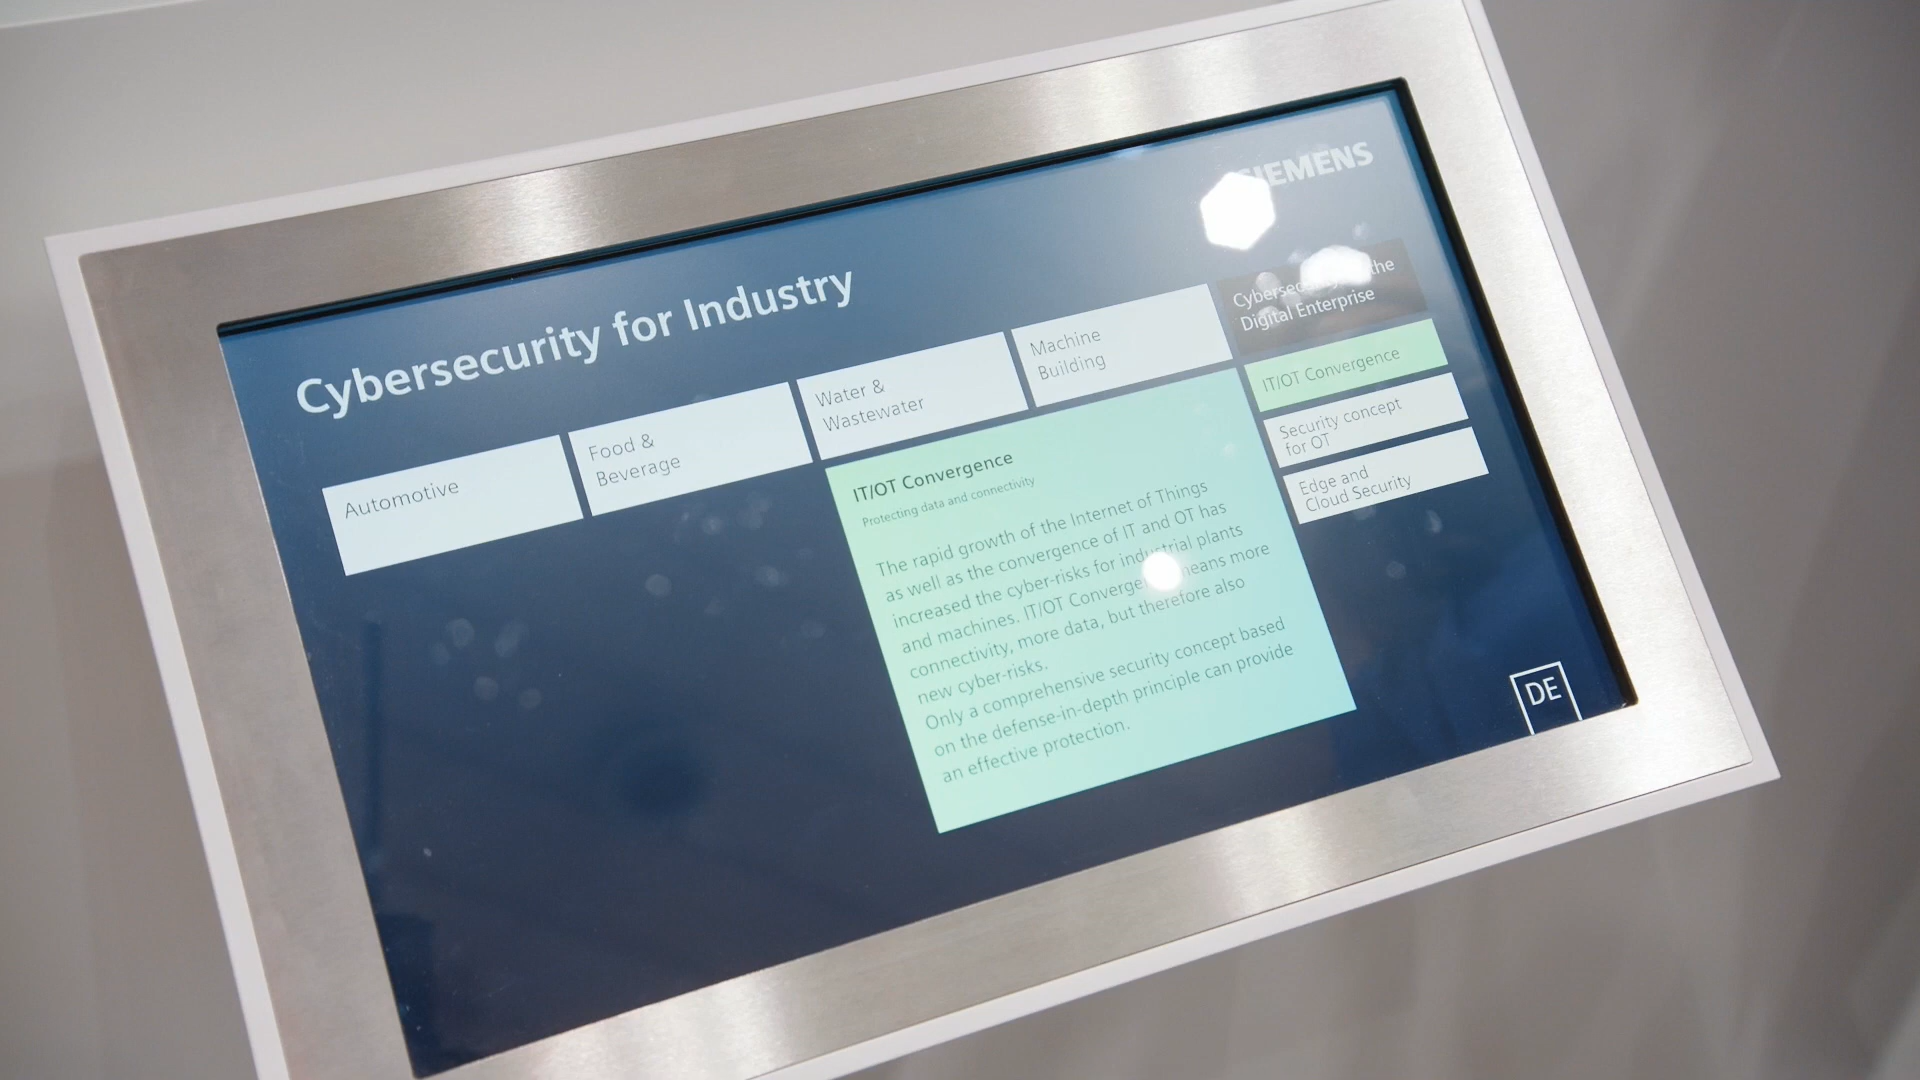 SIEMENS
Cybersecurity for Industry
Automotive
Food &
Beverage
Water &
Wastewater
Machine
Building
the
Digital Enterprise
IT/OT Convergence
Security concept
for OT
Edge and
Cloud Security
IT/OT Convergence
Protecting data and connectivity
The rapid growth of the Internet of Things
as well as the convergence of IT and OT has
increased the cyber-risks for industrial plants
and machines. IT/OT Convergence means more
connectivity, more data, but therefore also
new cyber-risks.
Only a comprehensive security concept based
on the defense-in-depth principle can provide
an effective protection.
DE